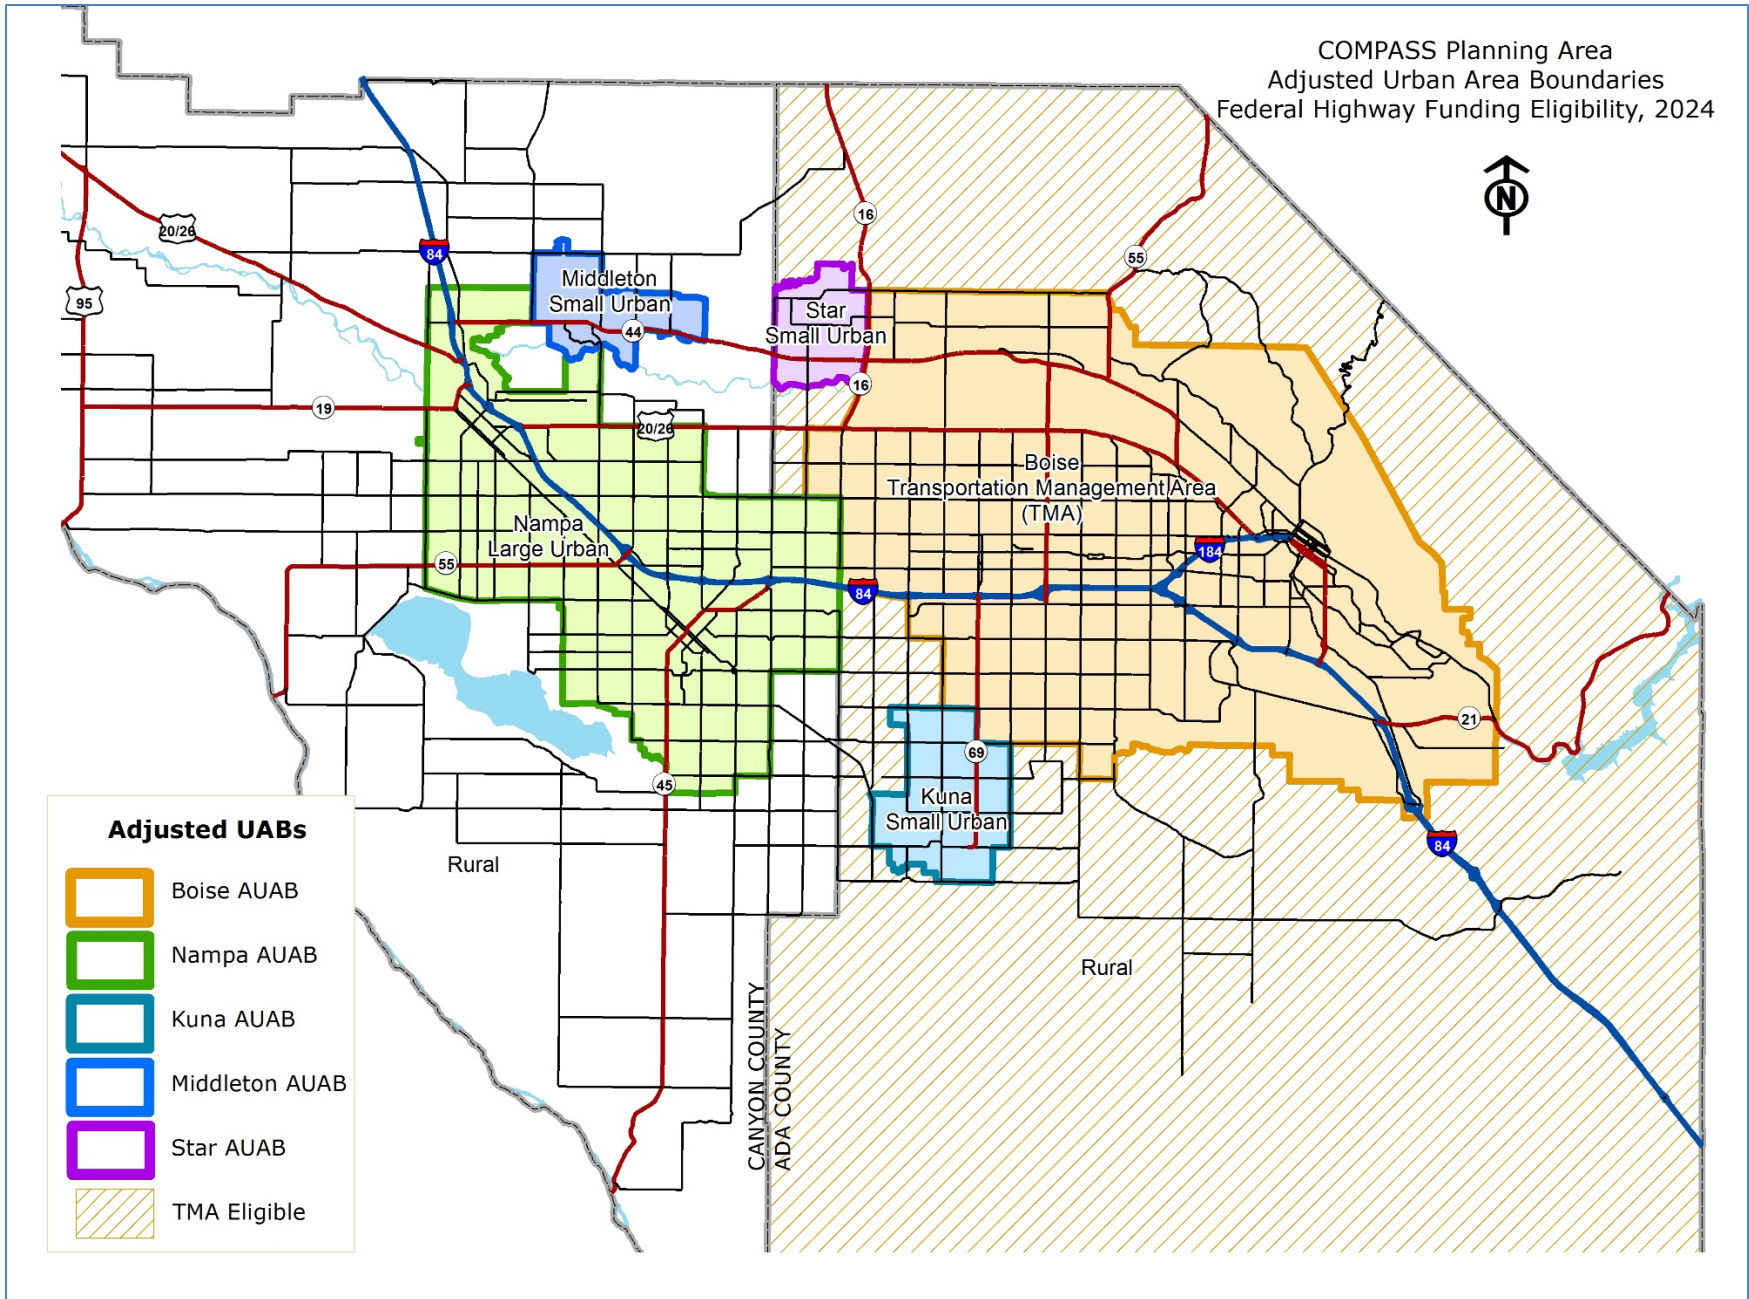 COMPASS Planning Area
Adjusted Urban Area Boundaries
Federal Highway Funding Eligibility, 2024
N
16
20/26
84
55
95
Middleton
Small Urban
Star
Small Urban
44
16
19
20/26
Boise
Transportation Management Area
(TMA)
Nampa
Large Urban
184
55
84
21
69
45
Kuna
Small Urban
84
Rural
Rural
CANYON COUNTY
ADA COUNTY
Adjusted UABs
Boise AUAB
Nampa AUAB
Kuna AUAB
Middleton AUAB
Star AUAB
TMA Eligible